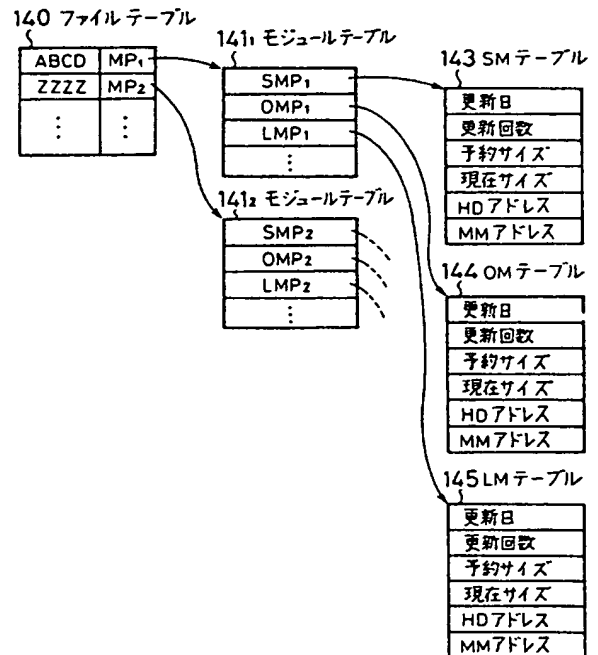 140 ファイルテーブル
ABCD MP₁
ZZZZ MP₂
⋮ ⋮
141₁ モジュールテーブル
SMP₁
OMP₁
LMP₁
⋮
141₂ モジュールテーブル
SMP₂
OMP₂
LMP₂
⋮
143 SMテーブル
更新日
更新回数
予約サイズ
現在サイズ
HDアドレス
MMアドレス
144 OMテーブル
更新日
更新回数
予約サイズ
現在サイズ
HDアドレス
MMアドレス
145 LMテーブル
更新日
更新回数
予約サイズ
現在サイズ
HDアドレス
MMアドレス